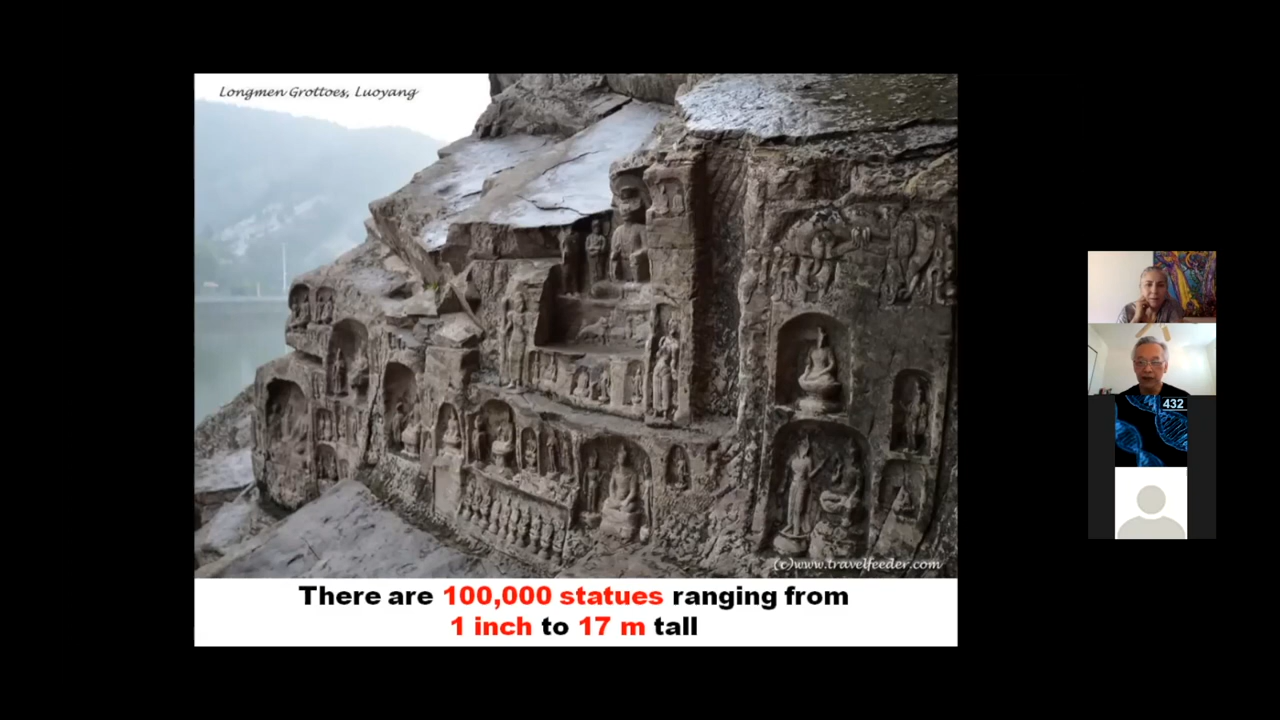 Longmen Grottoes, Luoyang
(c)www.travelfeeder.com
There are 100,000 statues ranging from
1 inch to 17 m tall
432